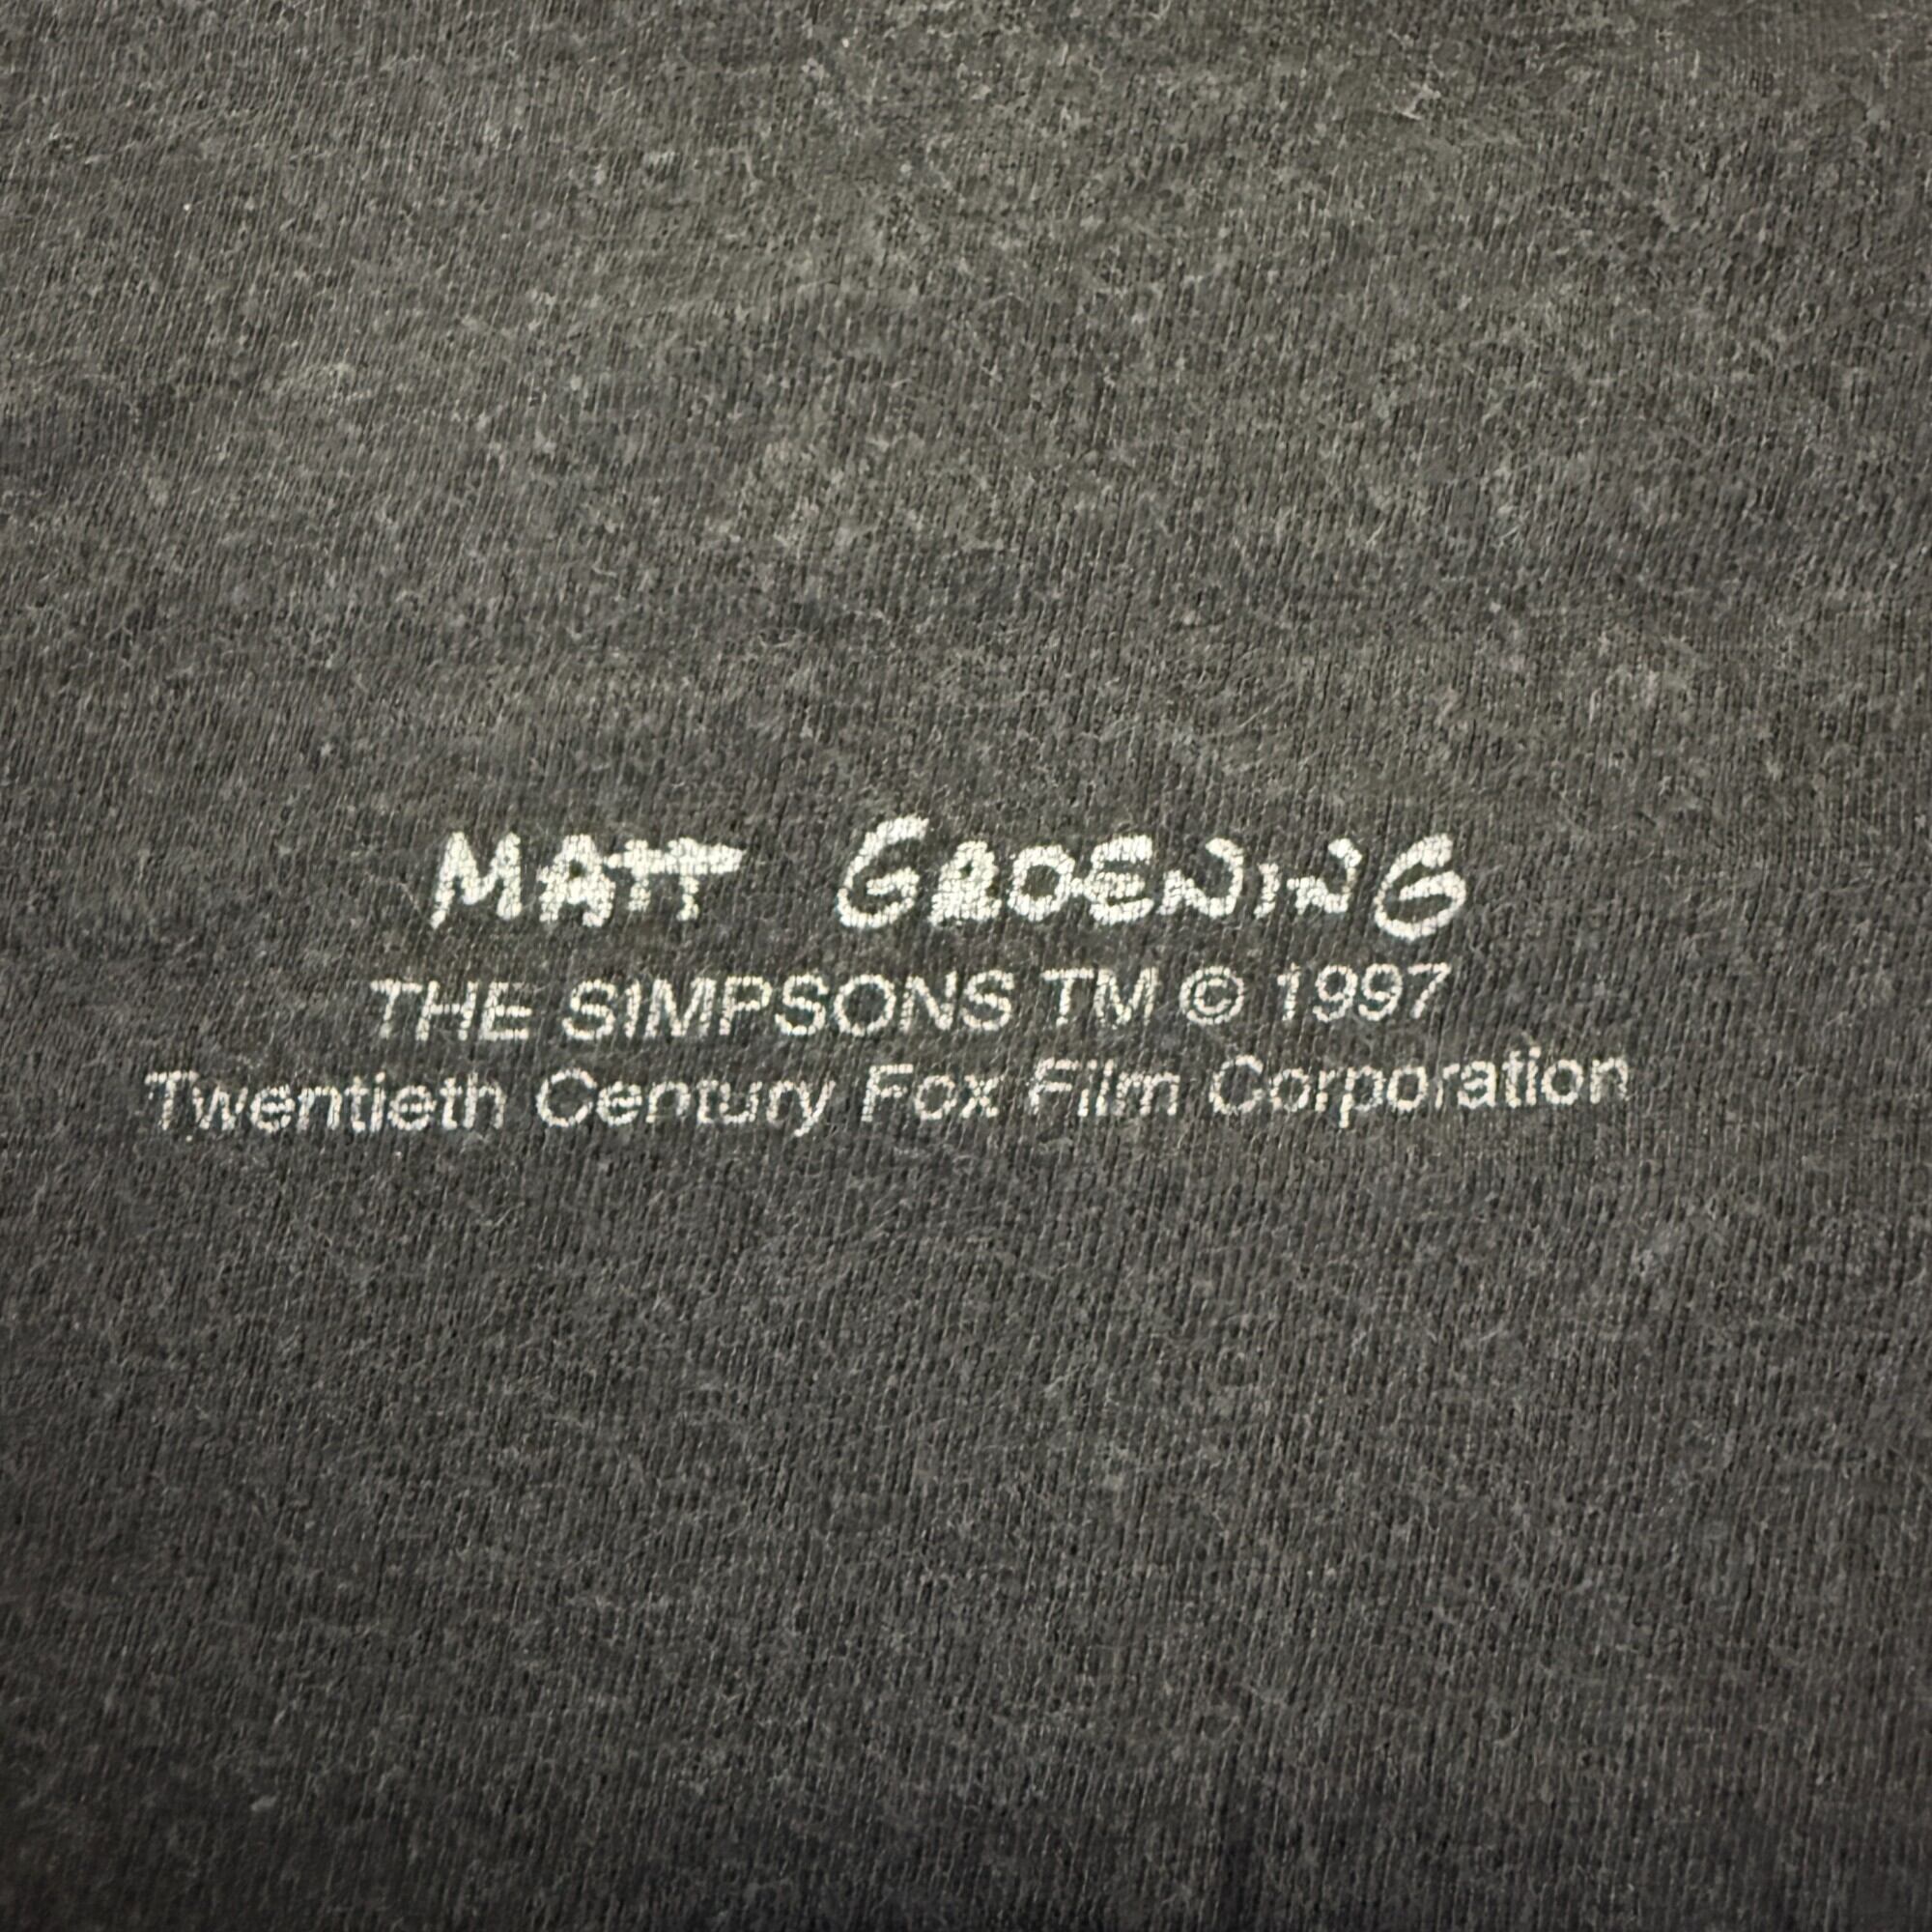 MATT GROENING
THE SIMPSONS TM © 1997
Twentieth Century Fox Film Corporation